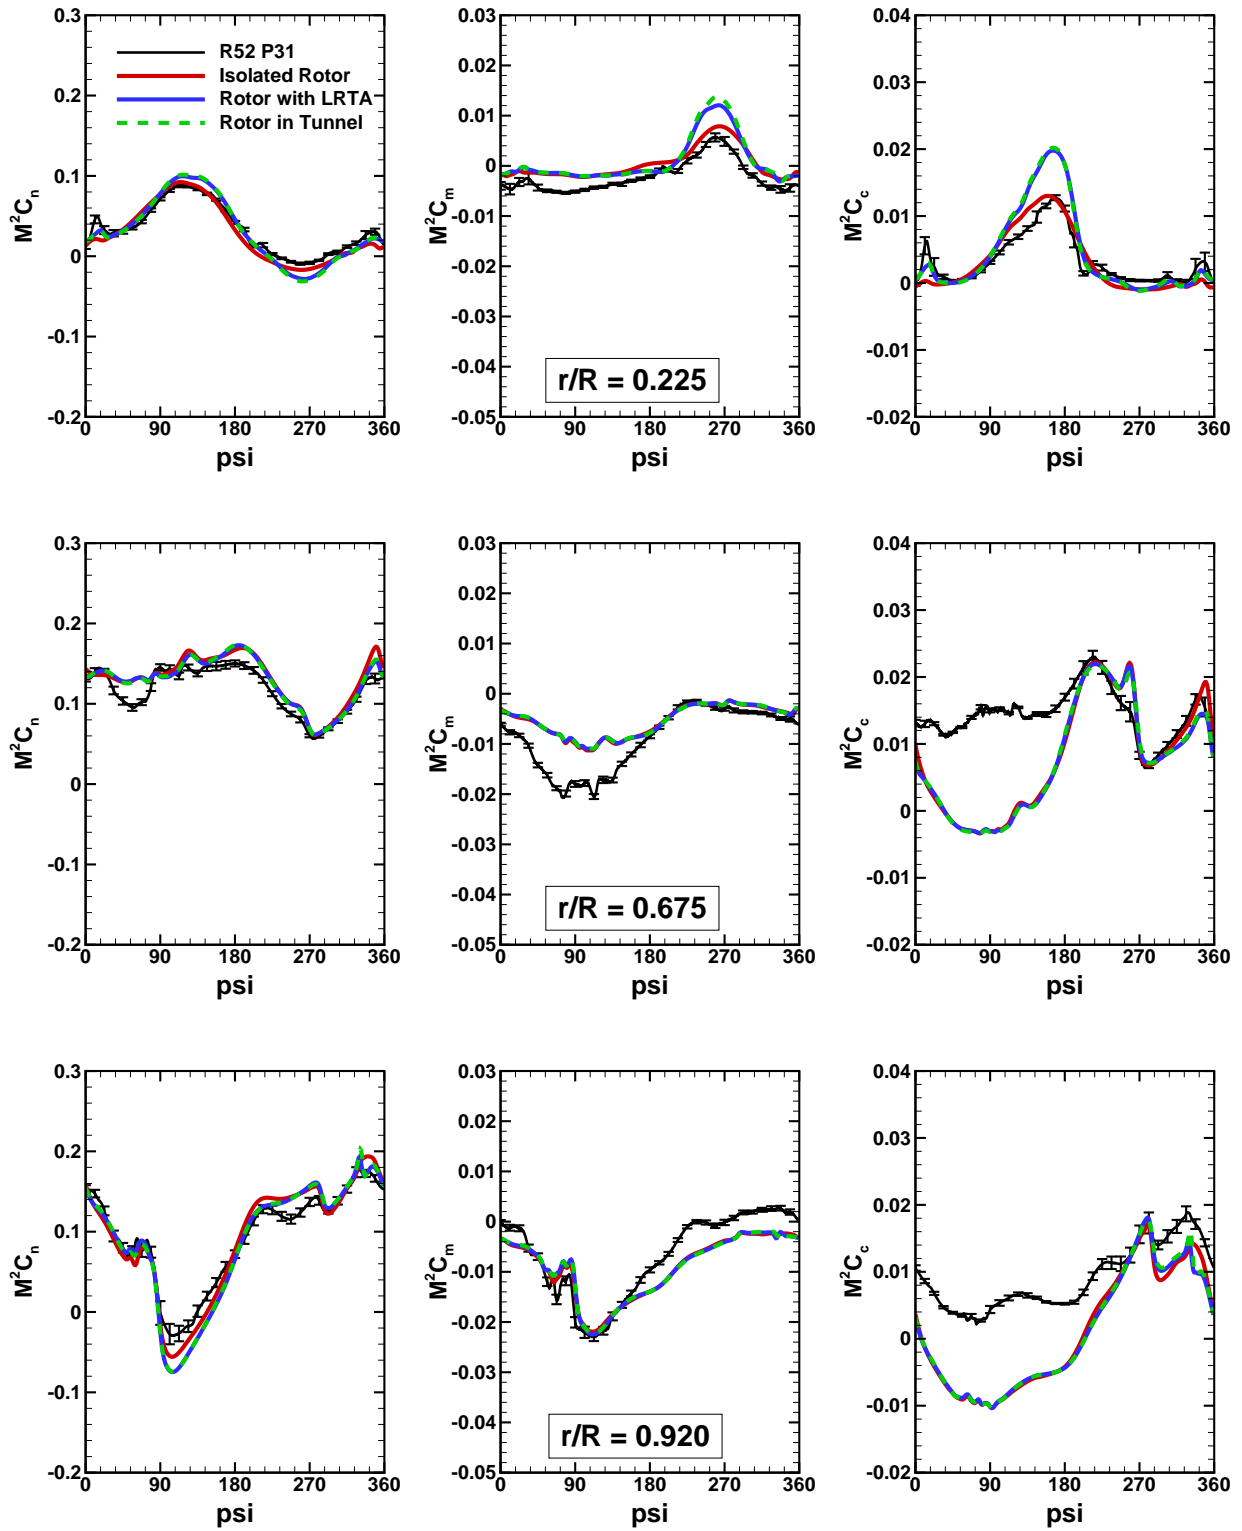 0.3
0.2
0.1
0
-0.1
-0.2
M²Cₙ
R52 P31
Isolated Rotor
Rotor with LRTA
Rotor in Tunnel
0 90 180 270 360
psi
0.03
0.02
0.01
0
-0.01
-0.02
-0.03
-0.04
-0.05
M²Cₘ
r/R = 0.225
0 90 180 270 360
psi
0.04
0.03
0.02
0.01
0
-0.01
-0.02
M²C_c
0 90 180 270 360
psi
0.3
0.2
0.1
0
-0.1
-0.2
M²Cₙ
0 90 180 270 360
psi
0.03
0.02
0.01
0
-0.01
-0.02
-0.03
-0.04
-0.05
M²Cₘ
r/R = 0.675
0 90 180 270 360
psi
0.04
0.03
0.02
0.01
0
-0.01
-0.02
M²C_c
0 90 180 270 360
psi
0.3
0.2
0.1
0
-0.1
-0.2
M²Cₙ
0 90 180 270 360
psi
0.03
0.02
0.01
0
-0.01
-0.02
-0.03
-0.04
-0.05
M²Cₘ
r/R = 0.920
0 90 180 270 360
psi
0.04
0.03
0.02
0.01
0
-0.01
-0.02
M²C_c
0 90 180 270 360
psi